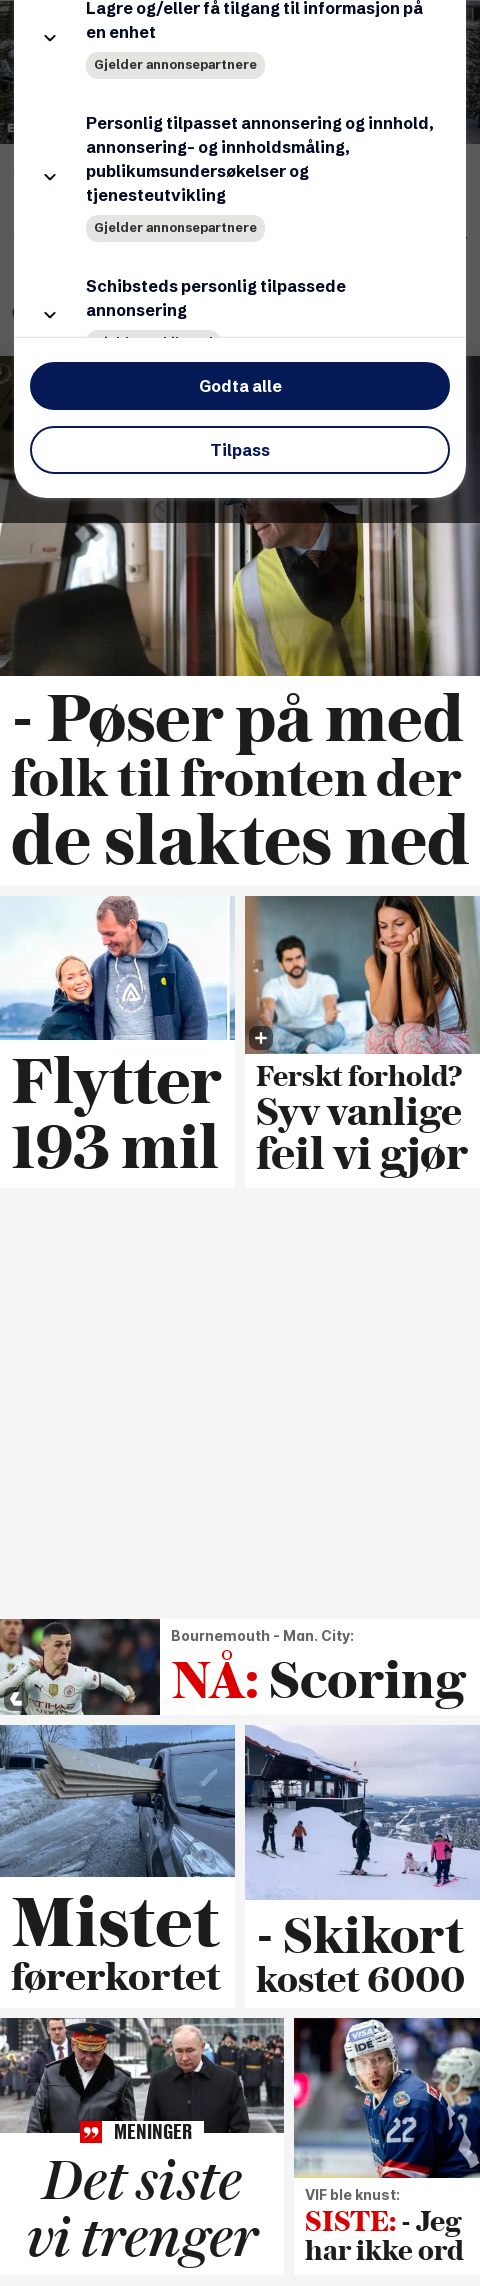 Lagre og/eller få tilgang til informasjon på
en enhet
Gjelder annonsepartnere
Personlig tilpasset annonsering og innhold,
annonsering- og innholdsmåling,
publikumsundersøkelser og
tjenesteutvikling
Gjelder annonsepartnere
Schibsteds personlig tilpassede
annonsering
Godta alle
Tilpass
- Pøser på med
folk til fronten der
de slaktes ned
Flytter
193 mil
Ferskt forhold?
Syv vanlige
feil vi gjør
Bournemouth - Man. City:
NÅ: Scoring
Mistet
førerkortet
- Skikort
kostet 6000
MENINGER
Det siste
vi trenger
VISA
IDÉ
22
VIF ble knust:
SISTE: - Jeg
har ikke ord